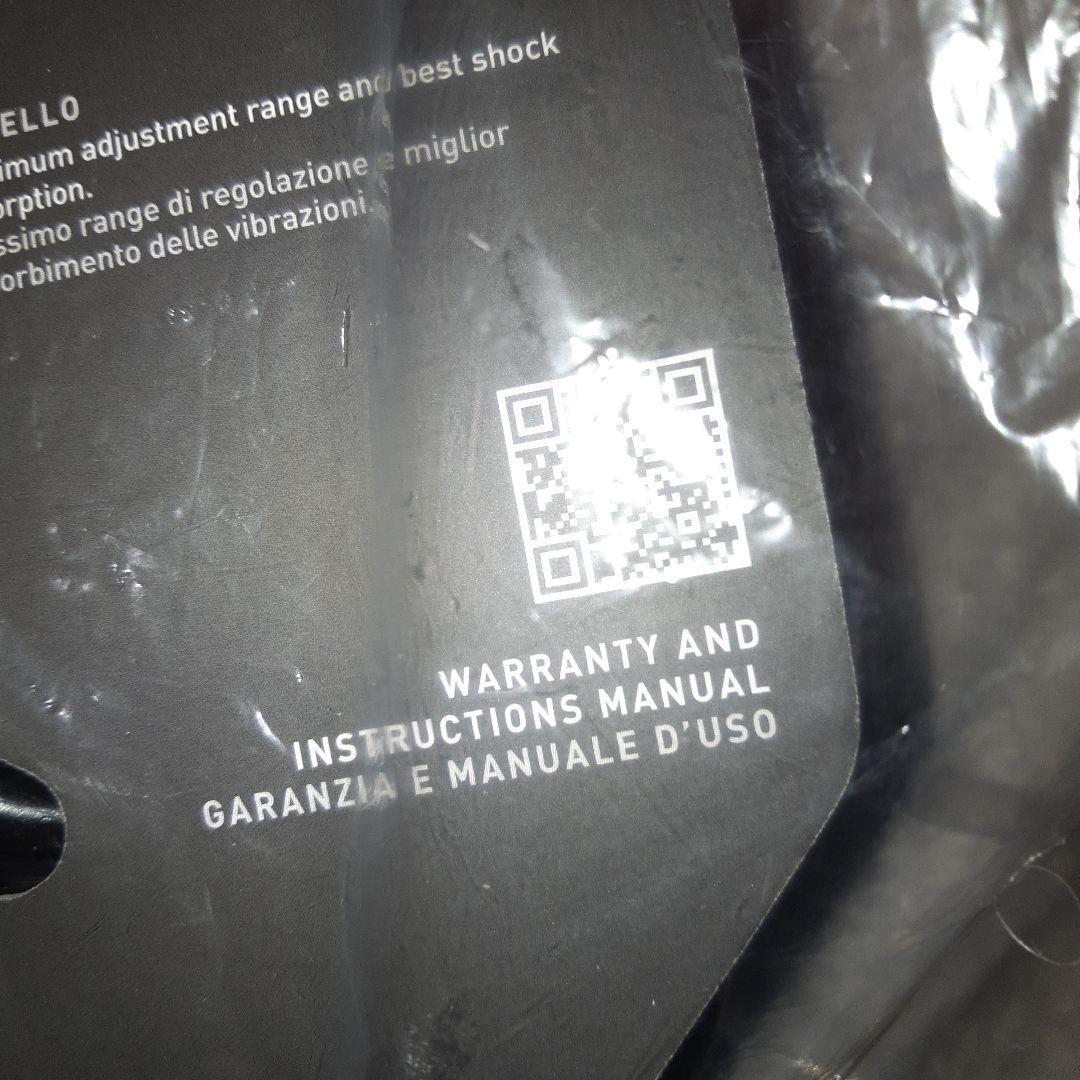 ELLO
imum adjustment range and best shock
orption.
ssimo range di regolazione e miglior
orbimento delle vibrazioni.
WARRANTY AND
INSTRUCTIONS MANUAL
GARANZIA E MANUALE D'USO